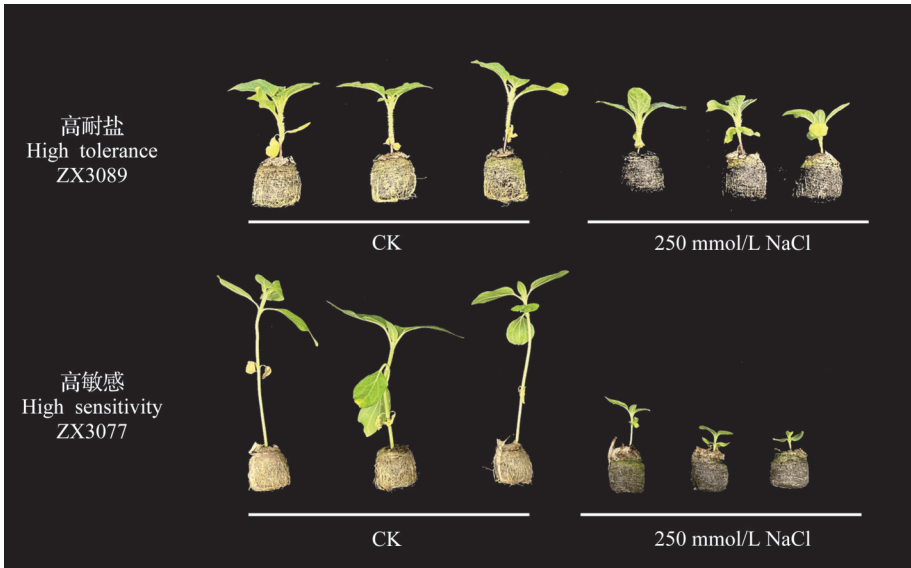 高耐盐
High tolerance
ZX3089
CK
250 mmol/L NaCl
高敏感
High sensitivity
ZX3077
CK
250 mmol/L NaCl